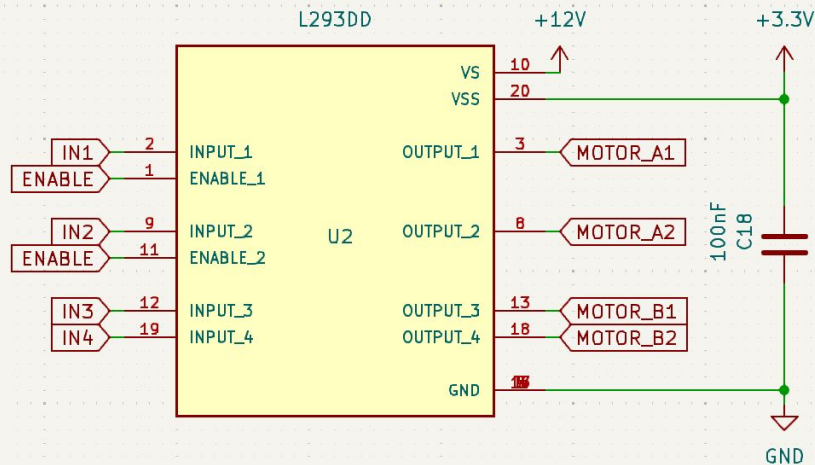 L293DD
+12V
+3.3V
VS 10
VSS 20
IN1 2 INPUT_1
OUTPUT_1 3 MOTOR_A1
ENABLE 1 ENABLE_1
IN2 9 INPUT_2
OUTPUT_2 8 MOTOR_A2
ENABLE 11 ENABLE_2
U2
100nF
C18
IN3 12 INPUT_3
OUTPUT_3 13 MOTOR_B1
IN4 19 INPUT_4
OUTPUT_4 18 MOTOR_B2
GND
GND